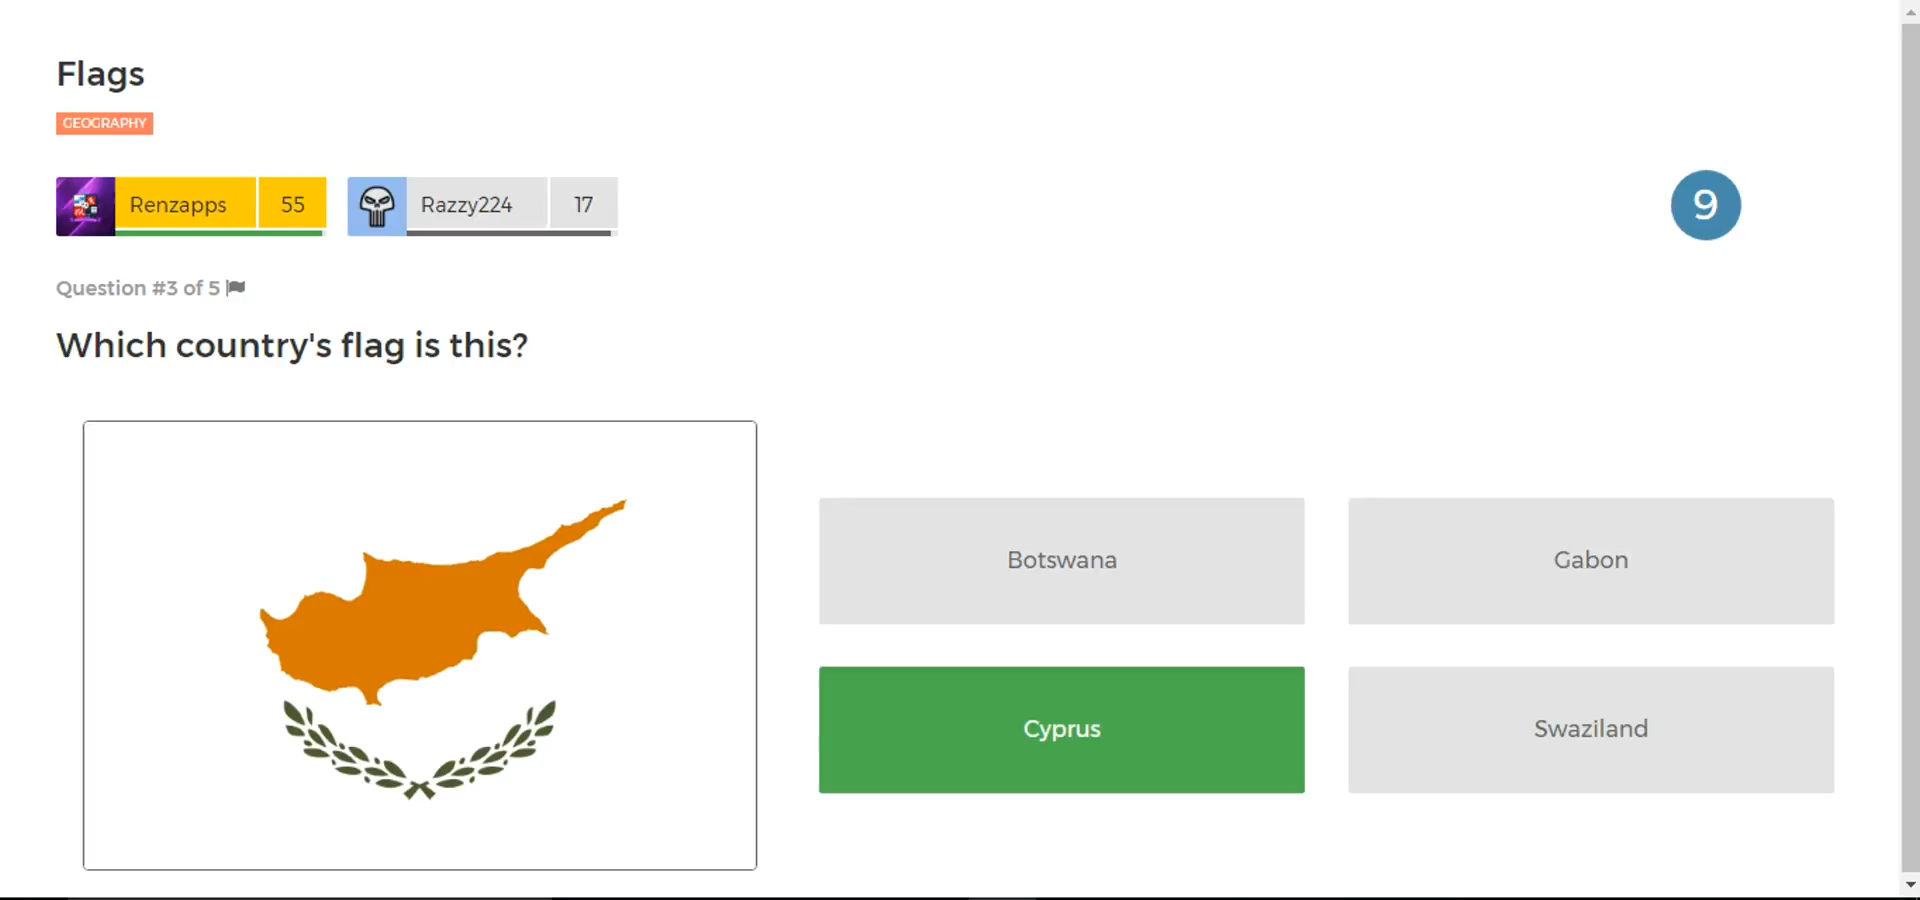 Flags
GEOGRAPHY
Renzapps 55 Razzy224 17
9
Question #3 of 5
Which country's flag is this?
Botswana Gabon
Cyprus Swaziland